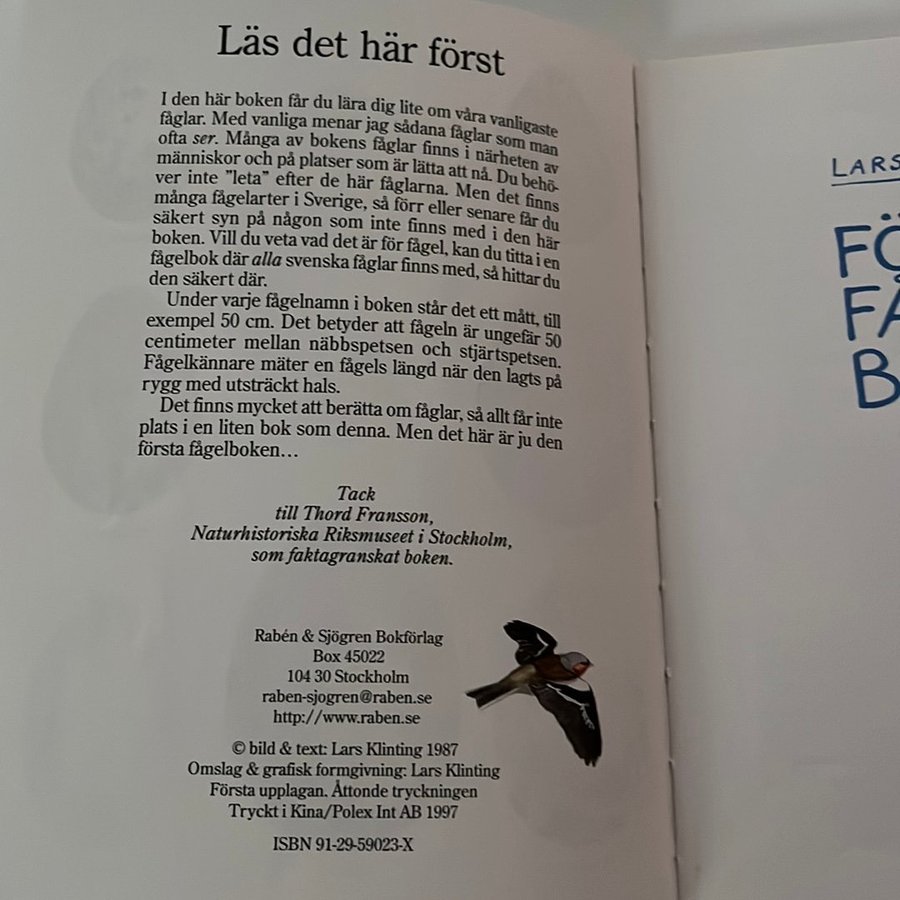 Läs det här först
I den här boken får du lära dig lite om våra vanligaste
fåglar. Med vanliga menar jag sådana fåglar som man
ofta ser. Många av bokens fåglar finns i närheten av
människor och på platser som är lätta att nå. Du behö-
ver inte "leta" efter de här fåglarna. Men det finns
många fågelarter i Sverige, så förr eller senare får du
säkert syn på någon som inte finns med i den här
boken. Vill du veta vad det är för fågel, kan du titta i en
fågelbok där alla svenska fåglar finns med, så hittar du
den säkert där.
Under varje fågelnamn i boken står det ett mått, till
exempel 50 cm. Det betyder att fågeln är ungefär 50
centimeter mellan näbbspetsen och stjärtspetsen.
Fågelkännare mäter en fågels längd när den lagts på
rygg med utsträckt hals.
Det finns mycket att berätta om fåglar, så allt får inte
plats i en liten bok som denna. Men det här är ju den
första fågelboken...
Tack
till Thord Fransson,
Naturhistoriska Riksmuseet i Stockholm,
som faktagranskat boken.
Rabén & Sjögren Bokförlag
Box 45022
104 30 Stockholm
raben-sjogren@raben.se
http://www.raben.se
© bild & text: Lars Klinting 1987
Omslag & grafisk formgivning: Lars Klinting
Första upplagan. Åttonde tryckningen
Tryckt i Kina/Polex Int AB 1997
ISBN 91-29-59023-X
LARS
FÖ
FÅ
B